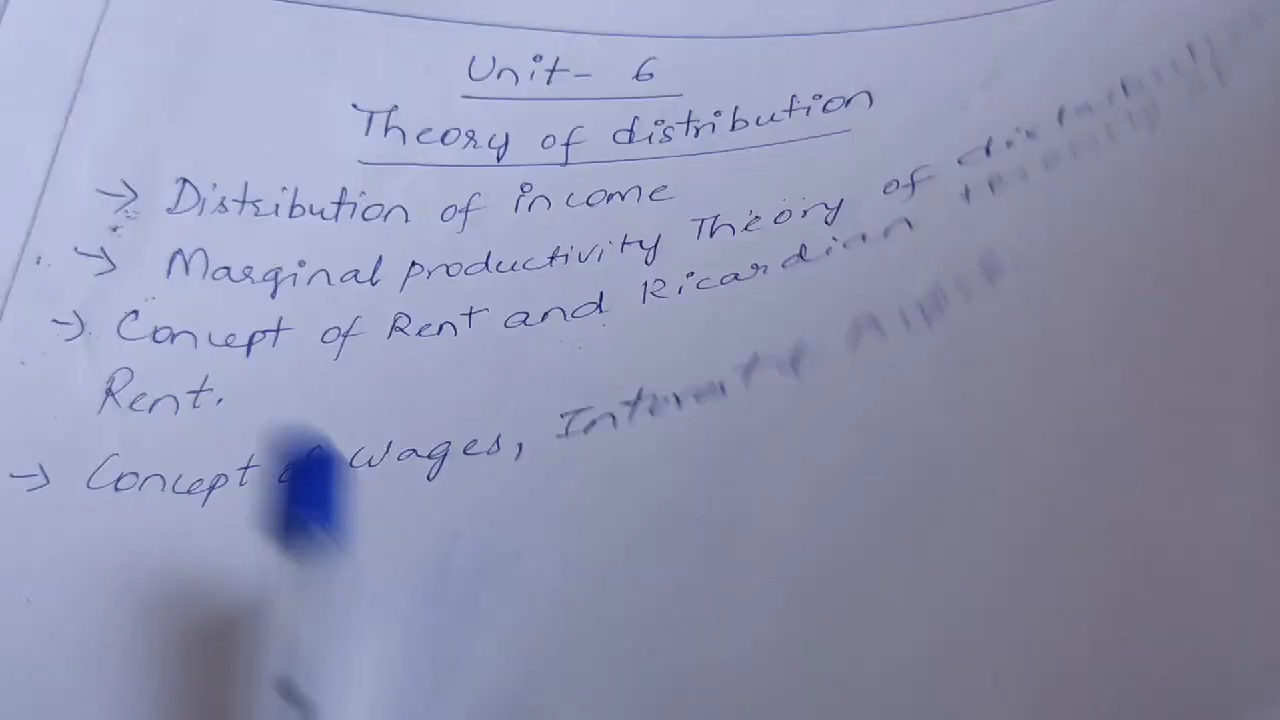 Unit- 6
Theory of distribution
→ Distribution of income
→ Marginal productivity Theory of
→ Concept of Rent and Ricardian
Rent.
→ Concept of Wages,